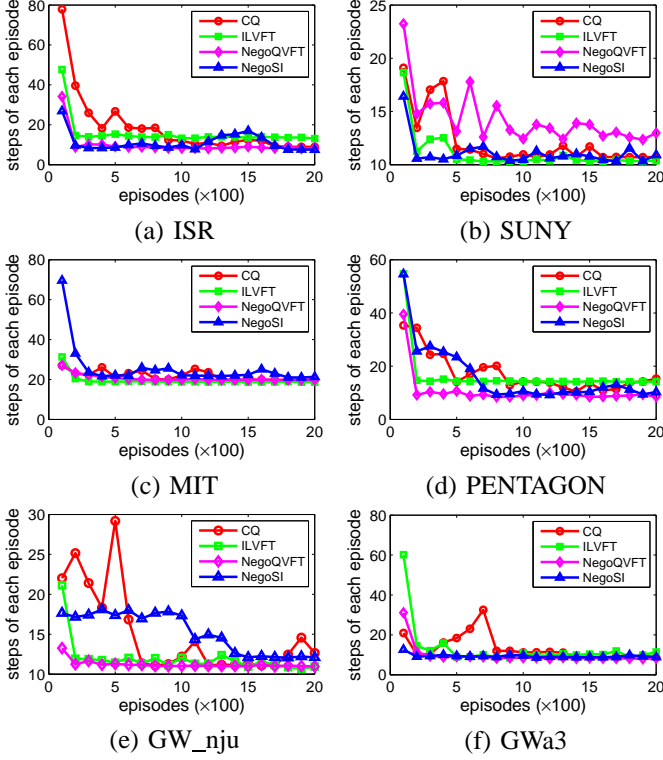 steps of each episode
80
60
40
20
0
0
5
10
15
20
episodes (×100)
CQ
ILVFT
NegoQVFT
NegoSI
(a) ISR
steps of each episode
25
20
15
10
0
5
10
15
20
episodes (×100)
CQ
ILVFT
NegoQVFT
NegoSI
(b) SUNY
steps of each episode
80
60
40
20
0
0
5
10
15
20
episodes (×100)
CQ
ILVFT
NegoQVFT
NegoSI
(c) MIT
steps of each episode
60
40
20
0
0
5
10
15
20
episodes (×100)
CQ
ILVFT
NegoQVFT
NegoSI
(d) PENTAGON
steps of each episode
30
25
20
15
10
0
5
10
15
20
episodes (×100)
CQ
ILVFT
NegoQVFT
NegoSI
(e) GW_nju
steps of each episode
80
60
40
20
0
0
5
10
15
20
episodes (×100)
CQ
ILVFT
NegoQVFT
NegoSI
(f) GWa3